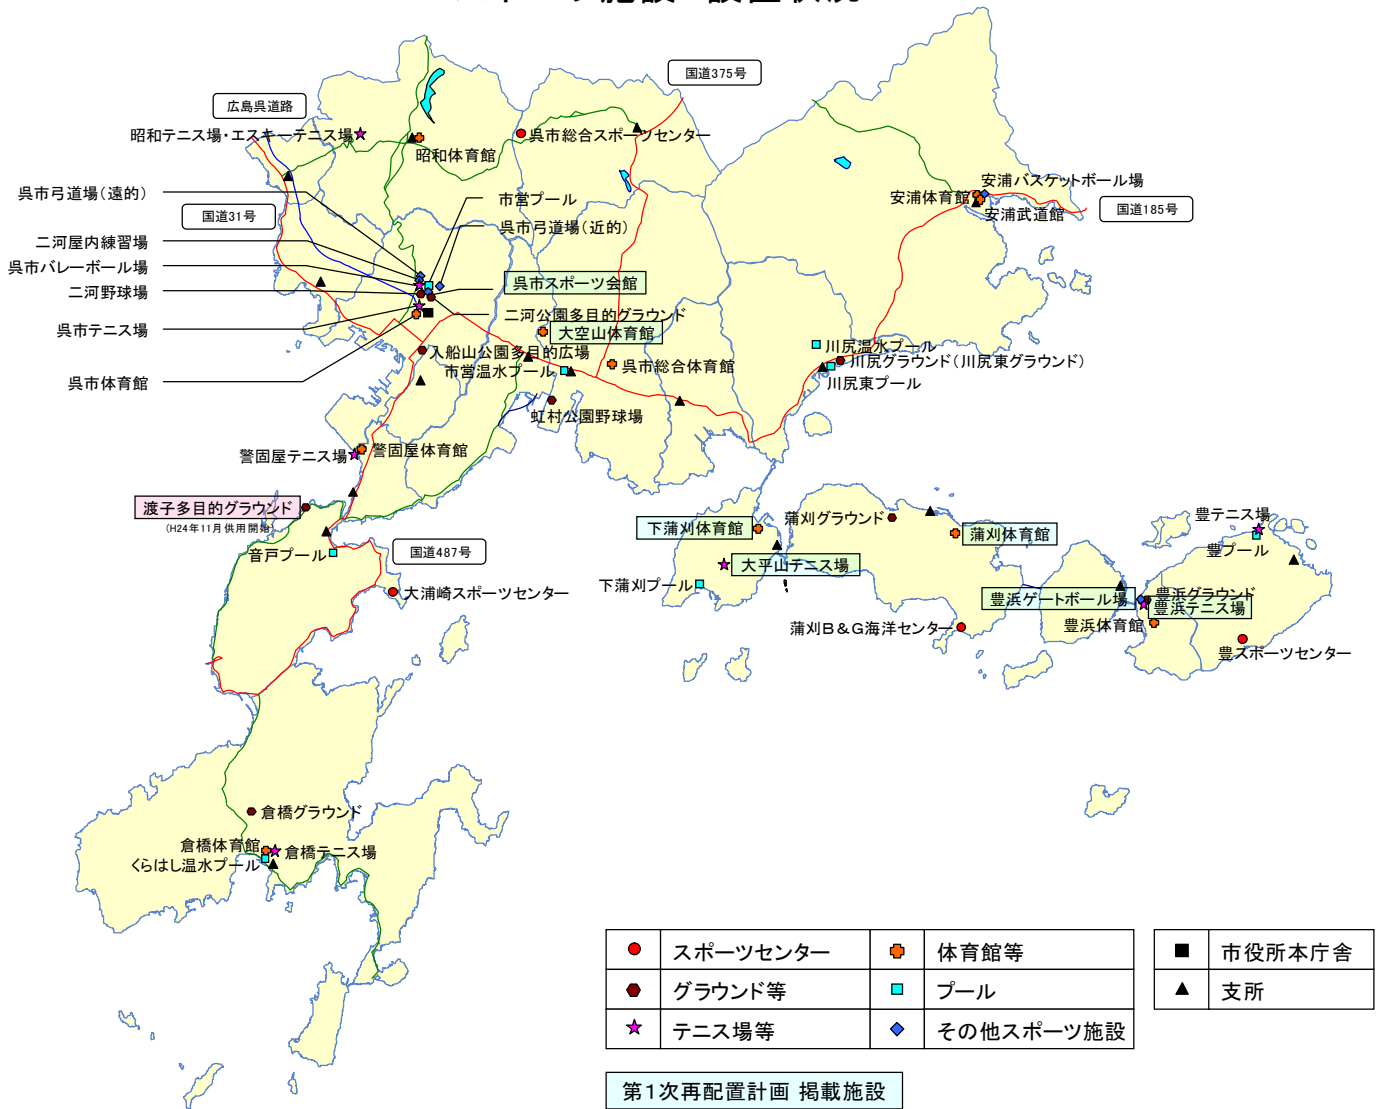 国道375号
広島呉道路
昭和テニス場・エスキーテニス場
呉市総合スポーツセンター
昭和体育館
呉市弓道場(遠的)
市営プール
安浦バスケットボール場
安浦体育館
安浦武道館
国道185号
国道31号
呉市弓道場(近的)
二河屋内練習場
呉市バレーボール場
二河野球場
呉市スポーツ会館
呉市テニス場
二河公園多目的グラウンド
大空山体育館
入船山公園多目的広場
川尻温水プール
市営温水プール
呉市総合体育館
川尻グラウンド(川尻東グラウンド)
呉市体育館
川尻東プール
虹村公園野球場
警固屋テニス場
警固屋体育館
渡子多目的グラウンド
(H24年11月供用開始)
下蒲刈体育館
蒲刈グラウンド
蒲刈体育館
豊テニス場
豊プール
音戸プール
国道487号
大平山テニス場
下蒲刈プール
大浦崎スポーツセンター
豊浜ゲートボール場
豊浜グラウンド
豊浜テニス場
蒲刈B&G海洋センター
豊浜体育館
豊スポーツセンター
倉橋グラウンド
倉橋体育館
倉橋テニス場
くらはし温水プール
スポーツセンター
体育館等
市役所本庁舎
グラウンド等
プール
支所
テニス場等
その他スポーツ施設
第1次再配置計画 掲載施設